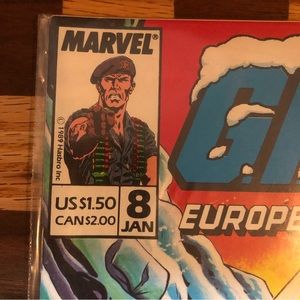 MARVEL®
© 1989 Hasbro Inc
US $1.50
CAN $2.00
8
JAN
G.I.
EUROPE